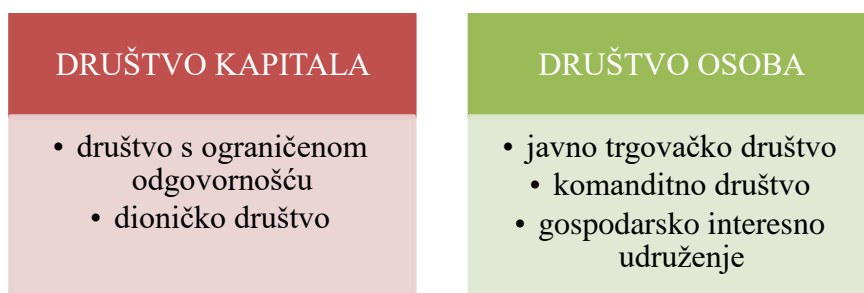 DRUŠTVO KAPITALA
• društvo s ograničenom
odgovornošću
• dioničko društvo
DRUŠTVO OSOBA
• javno trgovačko društvo
• komanditno društvo
• gospodarsko interesno
udruženje